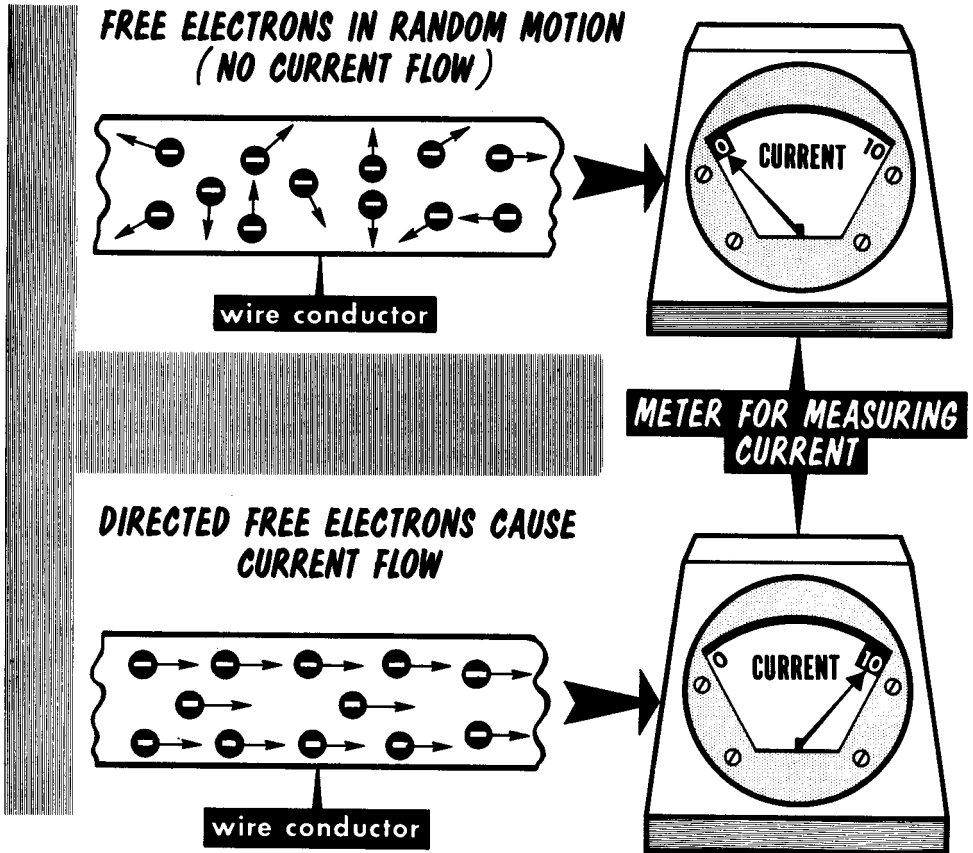 FREE ELECTRONS IN RANDOM MOTION
(NO CURRENT FLOW)
0
CURRENT
10
wire conductor
METER FOR MEASURING
CURRENT
DIRECTED FREE ELECTRONS CAUSE
CURRENT FLOW
0
CURRENT
10
wire conductor